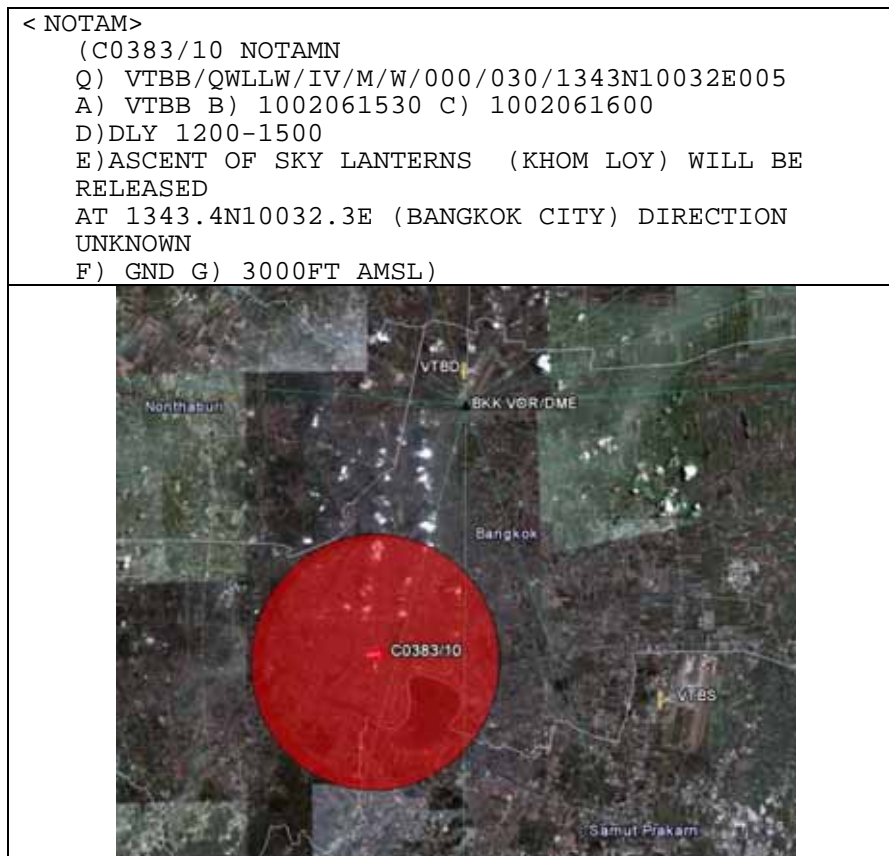 < NOTAM>
(C0383/10 NOTAMN
Q) VTBB/QWLLW/IV/M/W/000/030/1343N10032E005
A) VTBB B) 1002061530 C) 1002061600
D)DLY 1200-1500
E)ASCENT OF SKY LANTERNS (KHOM LOY) WILL BE
RELEASED
AT 1343.4N10032.3E (BANGKOK CITY) DIRECTION
UNKNOWN
F) GND G) 3000FT AMSL)
VTBD
Nonthaburi
BKK VOR/DME
Bangkok
C0383/10
VTBS
Samut Prakarn